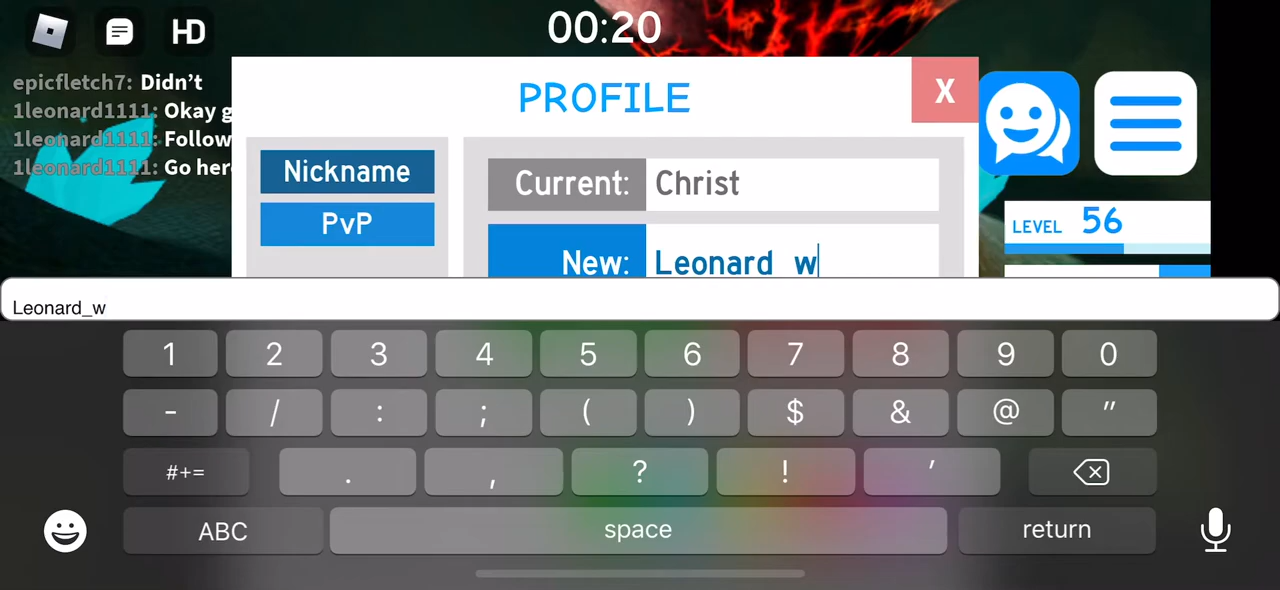 HD
00:20
epicfletch7: Didn't
1leonard1111: Okay g
1leonard1111: Follow
1leonard1111: Go her
PROFILE
X
Nickname
PvP
Current: Christ
New: Leonard w
LEVEL 56
Leonard_w
1 2 3 4 5 6 7 8 9 0
- / : ; ( ) $ & @ "
#+= . , ? ! '
ABC space return